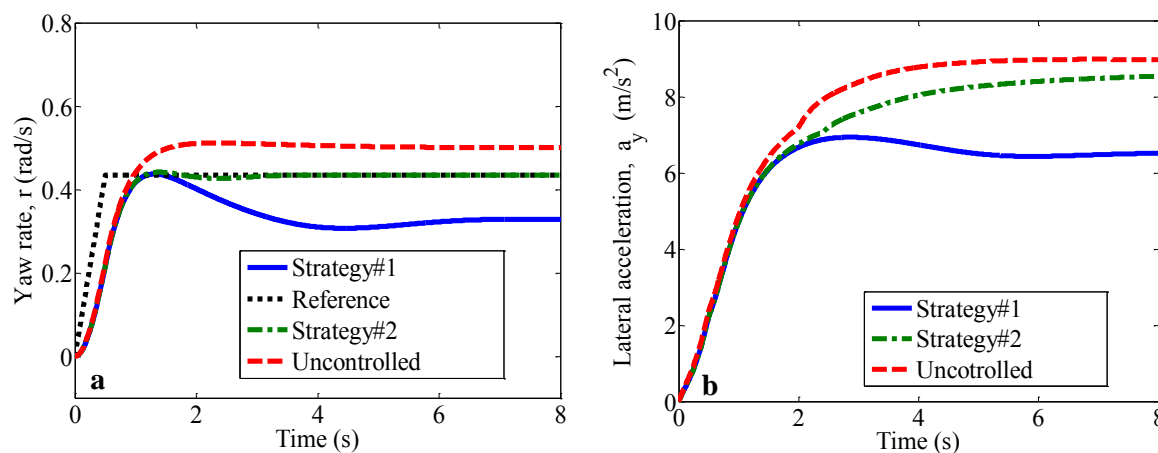 0.8
0.6
0.4
0.2
0
Yaw rate, r (rad/s)
Strategy#1
Reference
Strategy#2
Uncontrolled
a
0 2 4 6 8
Time (s)
10
8
6
4
2
0
Lateral acceleration, a_y (m/s^2)
Strategy#1
Strategy#2
Uncotrolled
b
0 2 4 6 8
Time (s)